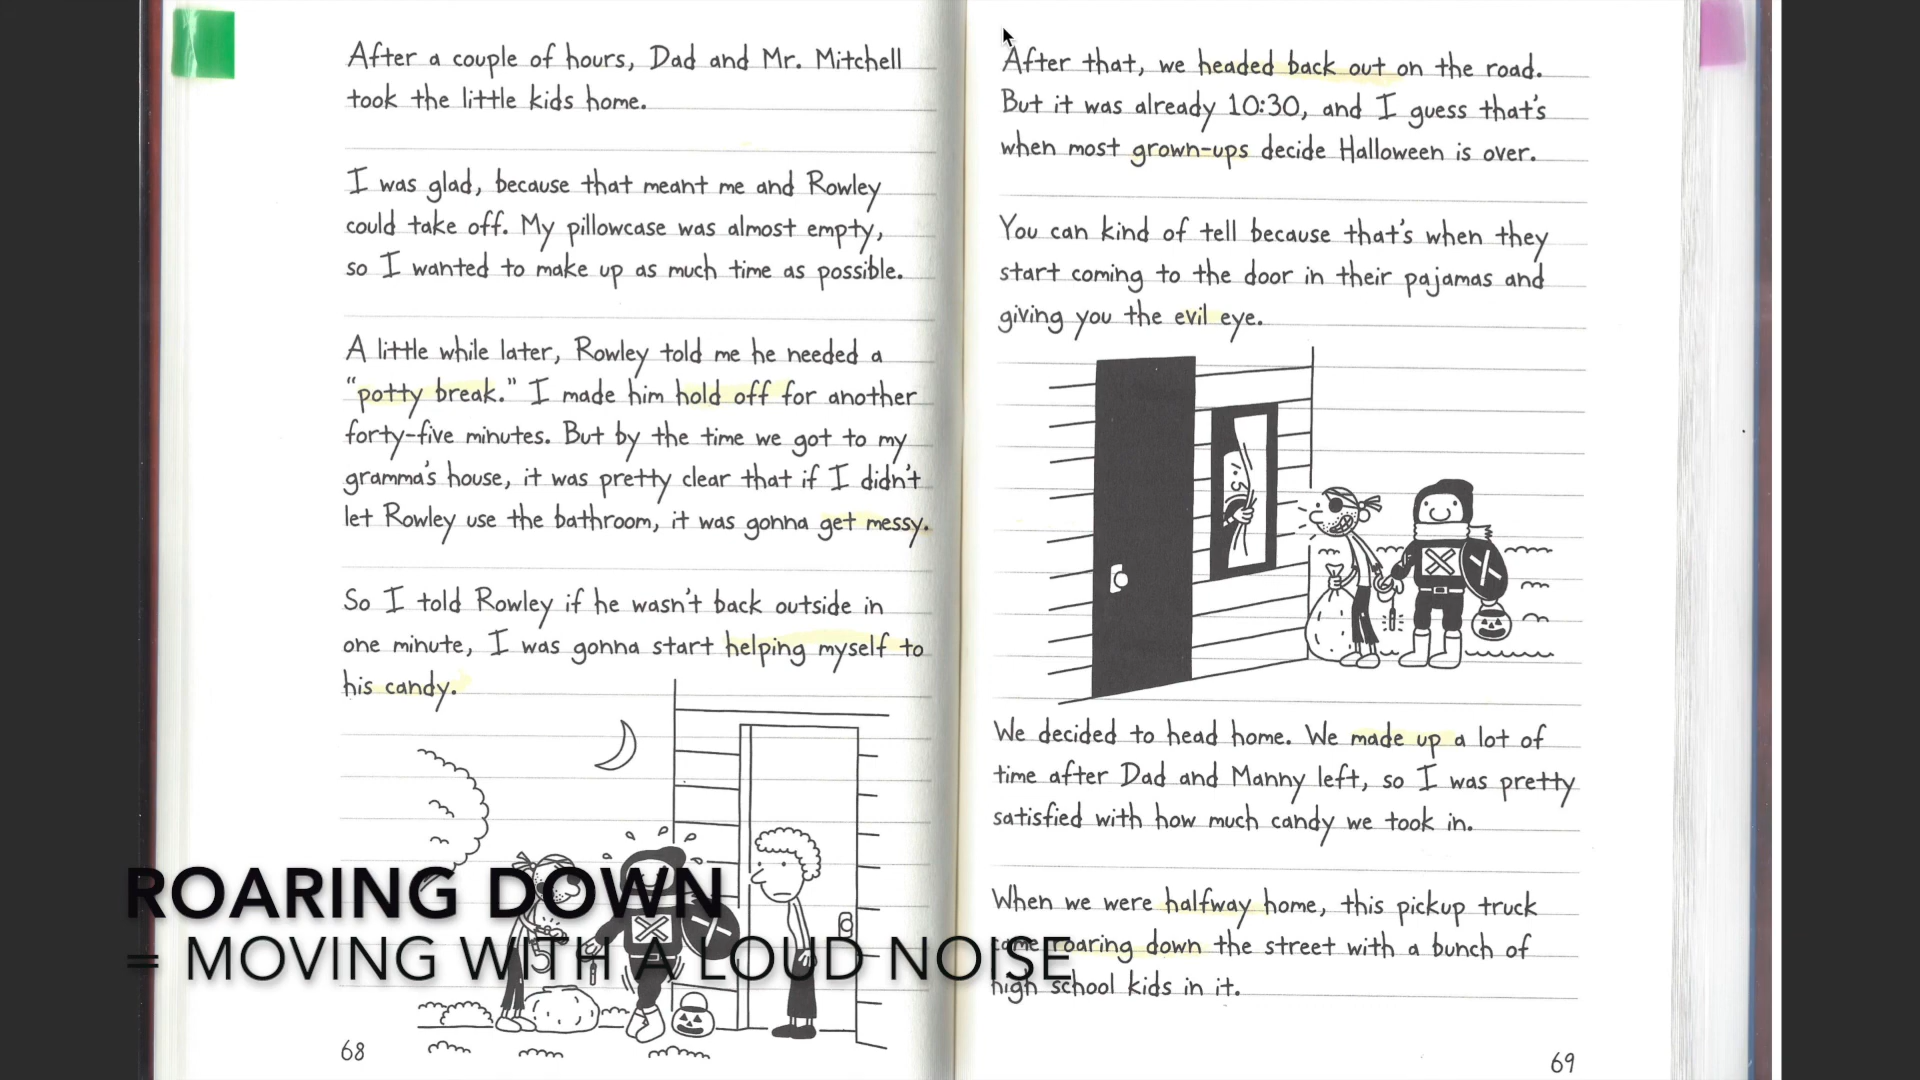 After a couple of hours, Dad and Mr. Mitchell
took the little kids home.
I was glad, because that meant me and Rowley
could take off. My pillowcase was almost empty,
so I wanted to make up as much time as possible.
A little while later, Rowley told me he needed a
"potty break." I made him hold off for another
forty-five minutes. But by the time we got to my
gramma's house, it was pretty clear that if I didn't
let Rowley use the bathroom, it was gonna get messy.
So I told Rowley if he wasn't back outside in
one minute, I was gonna start helping myself to
his candy.
68
After that, we headed back out on the road.
But it was already 10:30, and I guess that's
when most grown-ups decide Halloween is over.
You can kind of tell because that's when they
start coming to the door in their pajamas and
giving you the evil eye.
We decided to head home. We made up a lot of
time after Dad and Manny left, so I was pretty
satisfied with how much candy we took in.
When we were halfway home, this pickup truck
came roaring down the street with a bunch of
high school kids in it.
69
ROARING DOWN
= MOVING WITH A LOUD NOISE